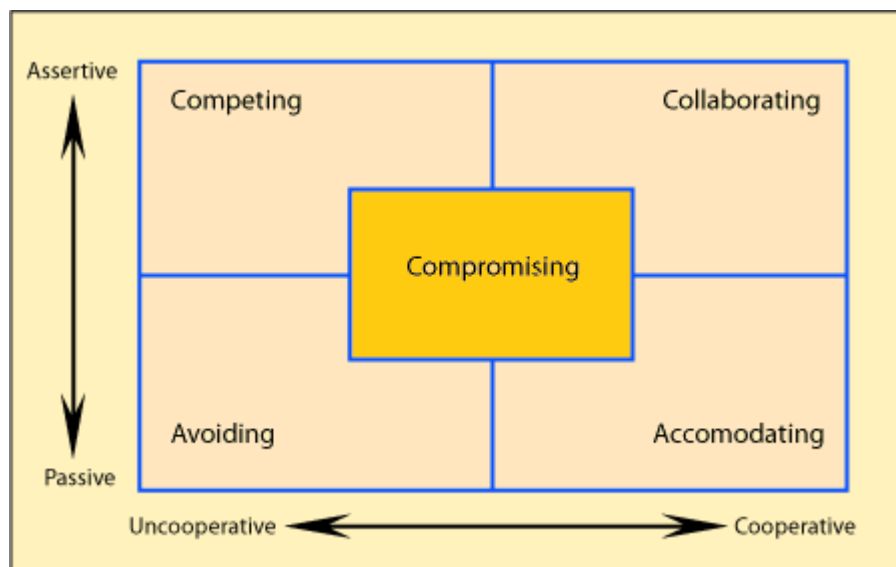 Assertive
Competing
Collaborating
Compromising
Avoiding
Accomodating
Passive
Uncooperative
Cooperative